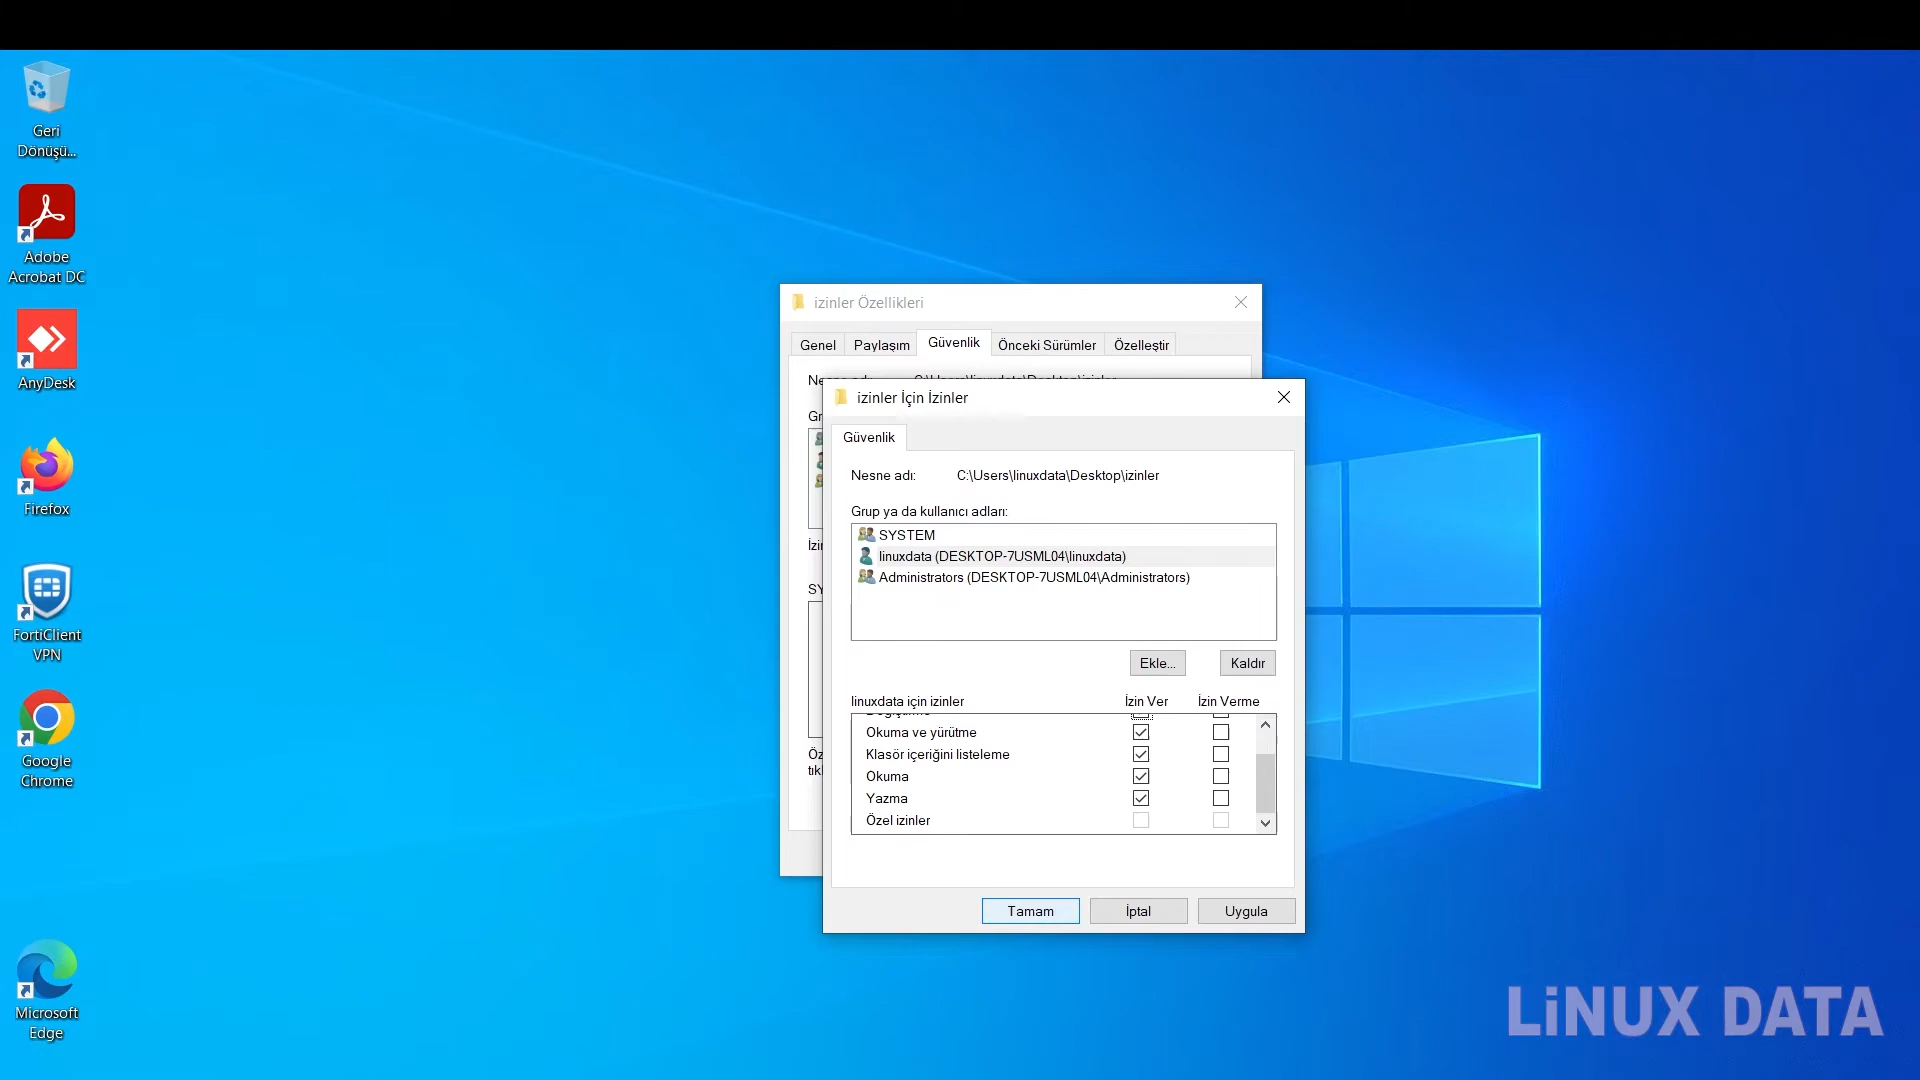 Geri
Dönüşü...
Adobe
Acrobat DC
AnyDesk
Firefox
FortiClient
VPN
Google
Chrome
Microsoft
Edge
izinler Özellikleri
Genel
Paylaşım
Güvenlik
Önceki Sürümler
Özelleştir
izinler İçin İzinler
Güvenlik
Nesne adı: C:\Users\linuxdata\Desktop\izinler
Grup ya da kullanıcı adları:
SYSTEM
linuxdata (DESKTOP-7USML04\linuxdata)
Administrators (DESKTOP-7USML04\Administrators)
Ekle...
Kaldır
linuxdata için izinler İzin Ver İzin Verme
Okuma ve yürütme
Klasör içeriğini listeleme
Okuma
Yazma
Özel izinler
Tamam
İptal
Uygula
LiNUX DATA